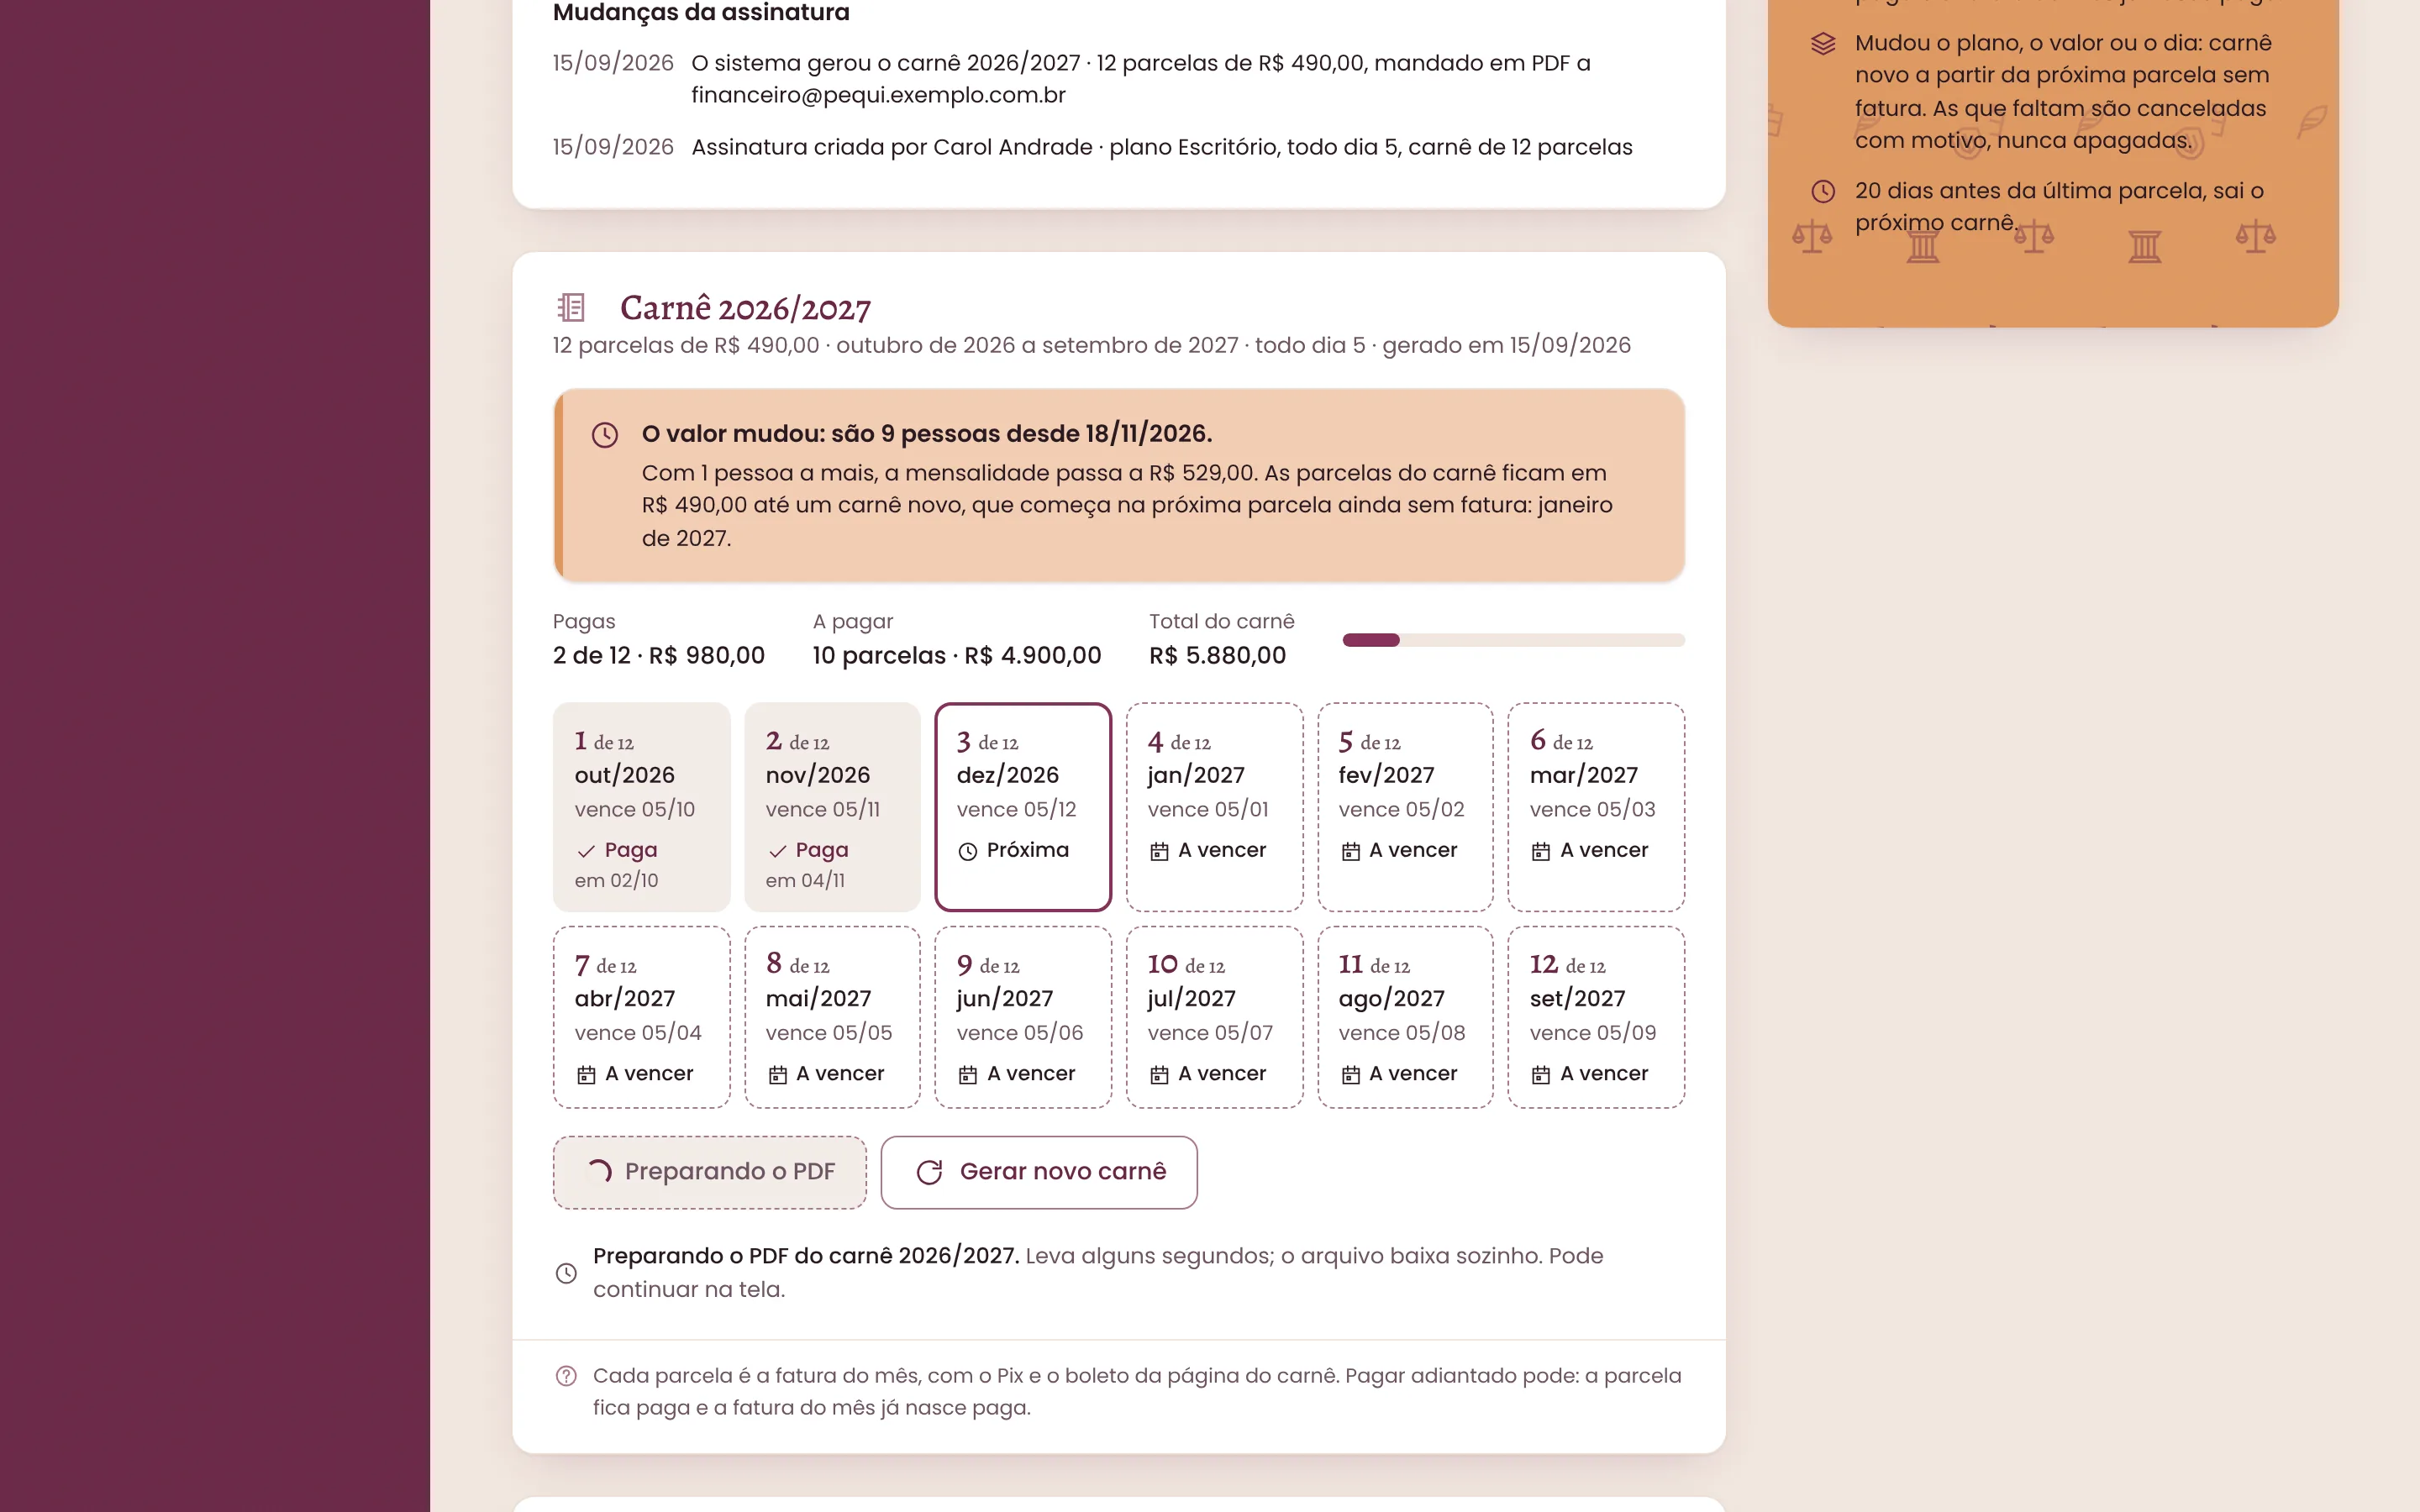 Mudanças da assinatura
15/09/2026 O sistema gerou o carnê 2026/2027 · 12 parcelas de R$ 490,00, mandado em PDF a
financeiro@pequi.exemplo.com.br
15/09/2026 Assinatura criada por Carol Andrade · plano Escritório, todo dia 5, carnê de 12 parcelas
Mudou o plano, o valor ou o dia: carnê
novo a partir da próxima parcela sem
fatura. As que faltam são canceladas
com motivo, nunca apagadas.
20 dias antes da última parcela, sai o
próximo carnê.
Carnê 2026/2027
12 parcelas de R$ 490,00 · outubro de 2026 a setembro de 2027 · todo dia 5 · gerado em 15/09/2026
O valor mudou: são 9 pessoas desde 18/11/2026.
Com 1 pessoa a mais, a mensalidade passa a R$ 529,00. As parcelas do carnê ficam em
R$ 490,00 até um carnê novo, que começa na próxima parcela ainda sem fatura: janeiro
de 2027.
Pagas
2 de 12 · R$ 980,00
A pagar
10 parcelas · R$ 4.900,00
Total do carnê
R$ 5.880,00
1 de 12
out/2026
vence 05/10
Paga
em 02/10
2 de 12
nov/2026
vence 05/11
Paga
em 04/11
3 de 12
dez/2026
vence 05/12
Próxima
4 de 12
jan/2027
vence 05/01
A vencer
5 de 12
fev/2027
vence 05/02
A vencer
6 de 12
mar/2027
vence 05/03
A vencer
7 de 12
abr/2027
vence 05/04
A vencer
8 de 12
mai/2027
vence 05/05
A vencer
9 de 12
jun/2027
vence 05/06
A vencer
10 de 12
jul/2027
vence 05/07
A vencer
11 de 12
ago/2027
vence 05/08
A vencer
12 de 12
set/2027
vence 05/09
A vencer
Preparando o PDF
Gerar novo carnê
Preparando o PDF do carnê 2026/2027. Leva alguns segundos; o arquivo baixa sozinho. Pode
continuar na tela.
Cada parcela é a fatura do mês, com o Pix e o boleto da página do carnê. Pagar adiantado pode: a parcela
fica paga e a fatura do mês já nasce paga.